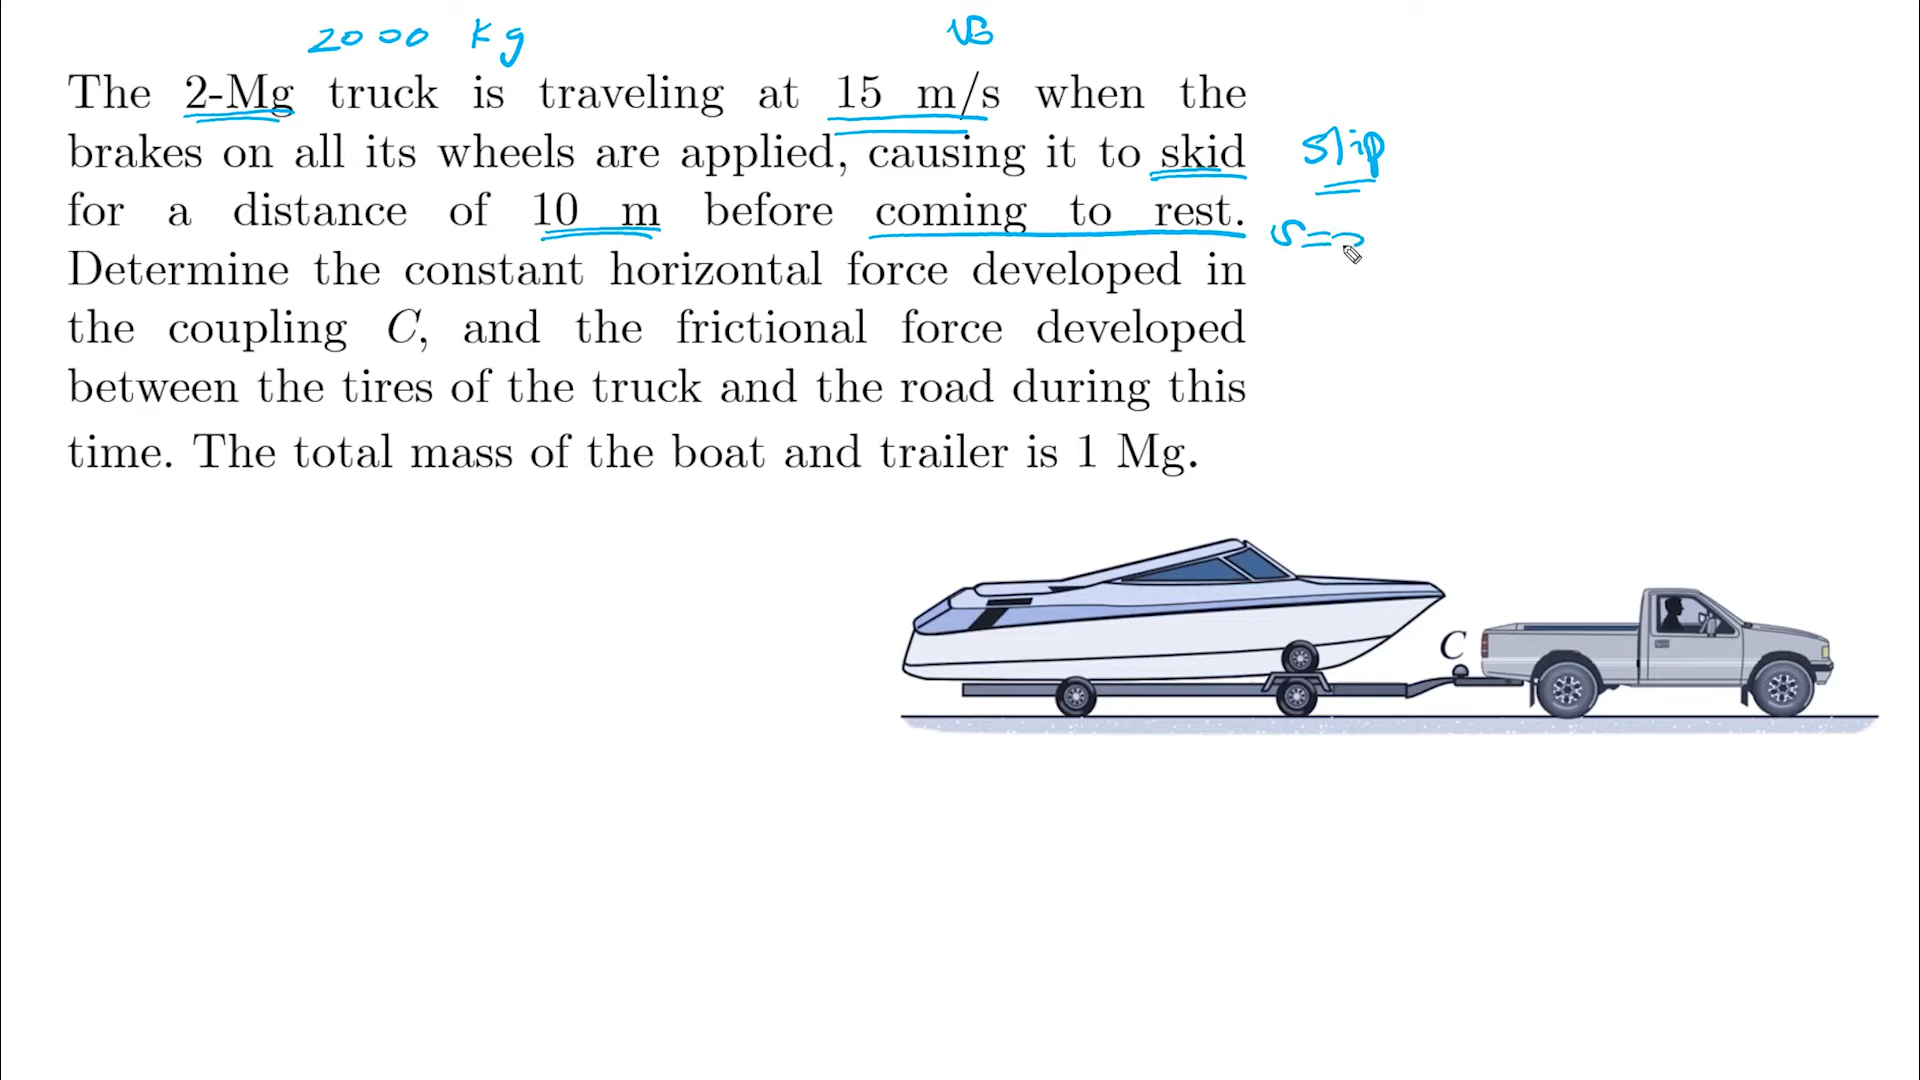 2000 kg
The 2-Mg truck is traveling at 15 m/s when the
brakes on all its wheels are applied, causing it to skid
slip
for a distance of 10 m before coming to rest.
Determine the constant horizontal force developed in
the coupling C, and the frictional force developed
between the tires of the truck and the road during this
time. The total mass of the boat and trailer is 1 Mg.
C